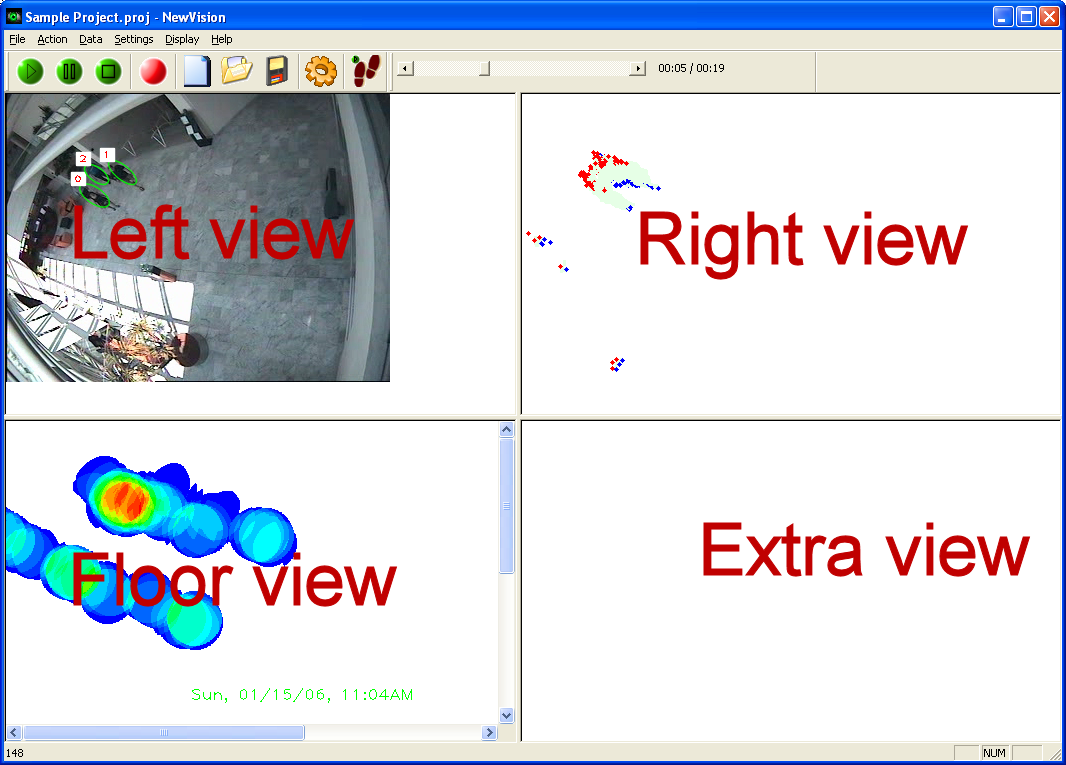 Sample Project.proj - NewVision
File Action Data Settings Display Help
00:05 / 00:19
2 1
0
Left view
Right view
Floor view
Extra view
Sun, 01/15/06, 11:04AM
148
NUM